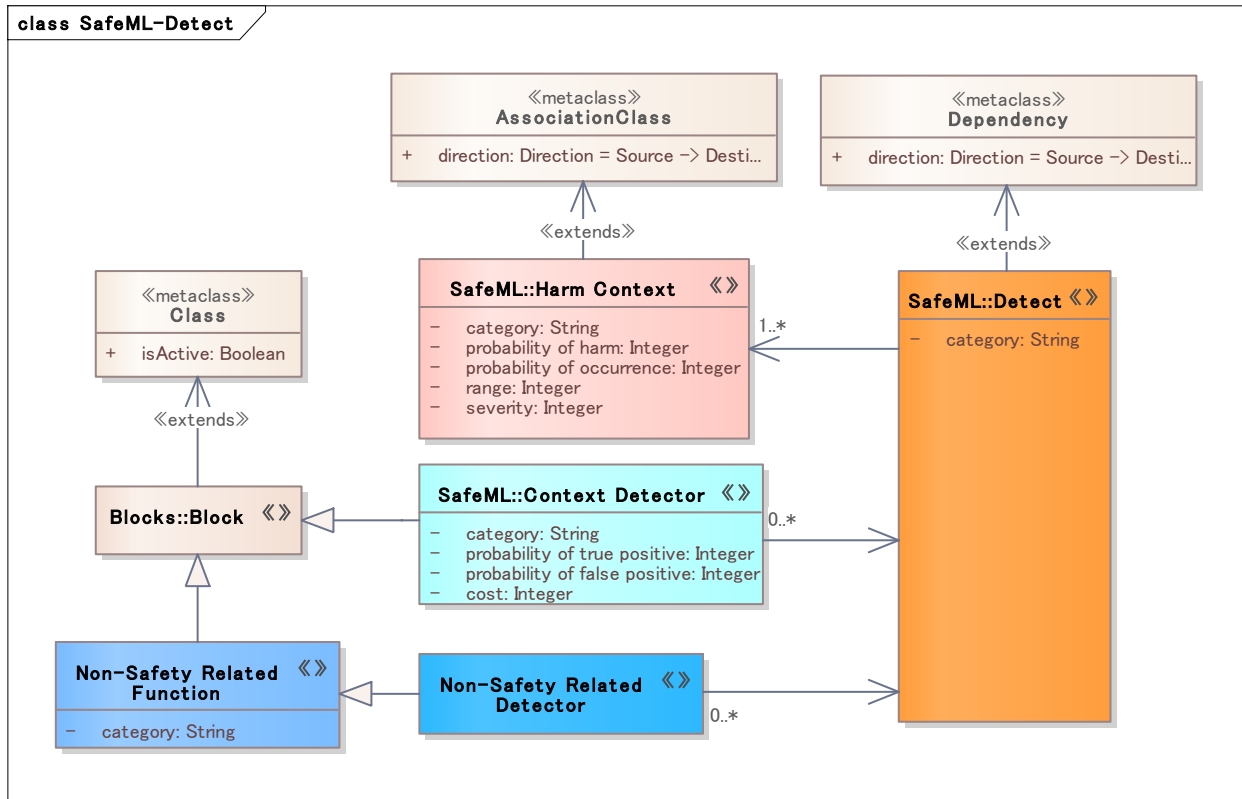 class SafeML-Detect
«metaclass»
AssociationClass
+ direction: Direction = Source -> Desti...
«metaclass»
Dependency
+ direction: Direction = Source -> Desti...
«extends»
«extends»
«metaclass»
Class
+ isActive: Boolean
«extends»
SafeML::Harm Context «»
- category: String
- probability of harm: Integer
- probability of occurrence: Integer
- range: Integer
- severity: Integer
1..*
SafeML::Detect «»
- category: String
Blocks::Block «»
SafeML::Context Detector «»
- category: String
- probability of true positive: Integer
- probability of false positive: Integer
- cost: Integer
0..*
Non-Safety Related «»
Function
- category: String
Non-Safety Related «»
Detector
0..*